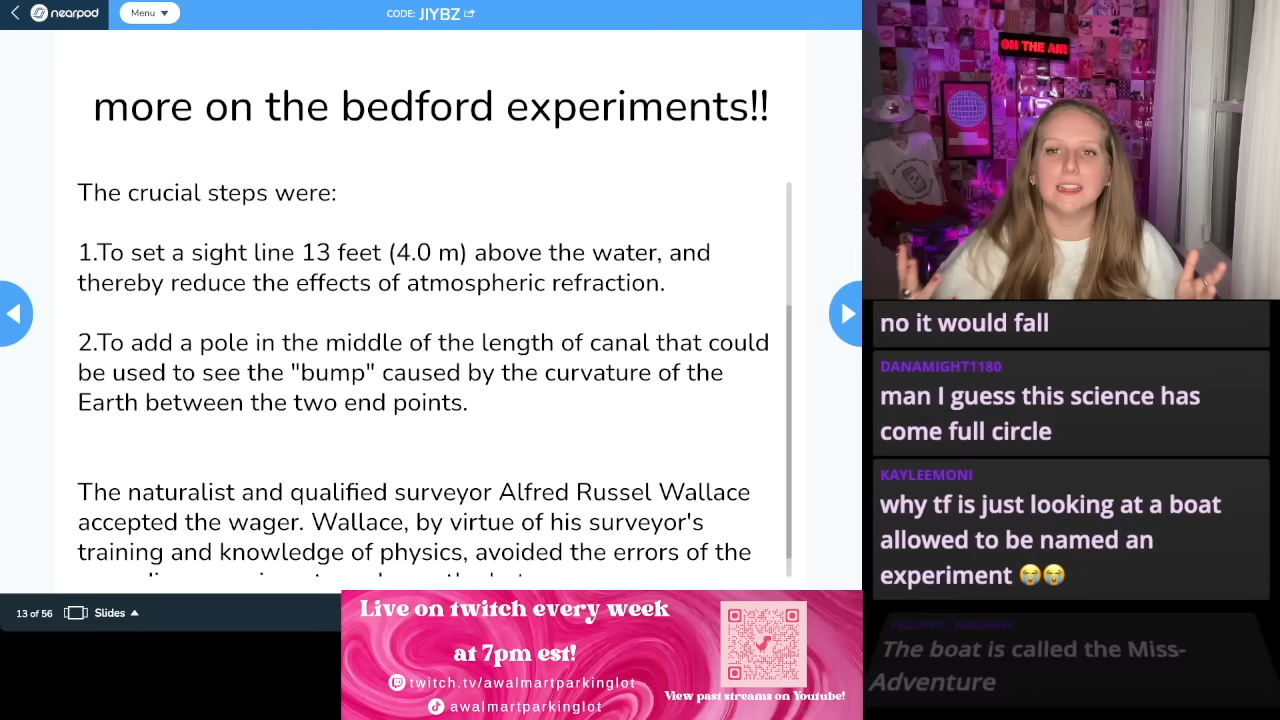 nearpod
Menu
CODE: JIYBZ
more on the bedford experiments!!
The crucial steps were:
1.To set a sight line 13 feet (4.0 m) above the water, and
thereby reduce the effects of atmospheric refraction.
2.To add a pole in the middle of the length of canal that could
be used to see the "bump" caused by the curvature of the
Earth between the two end points.
The naturalist and qualified surveyor Alfred Russel Wallace
accepted the wager. Wallace, by virtue of his surveyor's
training and knowledge of physics, avoided the errors of the
13 of 56
Slides
Live on twitch every week
at 7pm est!
twitch.tv/awalmartparkinglot
awalmartparkinglot
View past streams on Youtube!
ON THE AIR
no it would fall
DANAMIGHT1180
man I guess this science has
come full circle
KAYLEEMONI
why tf is just looking at a boat
allowed to be named an
experiment 😭😭
The boat is called the Miss-
Adventure